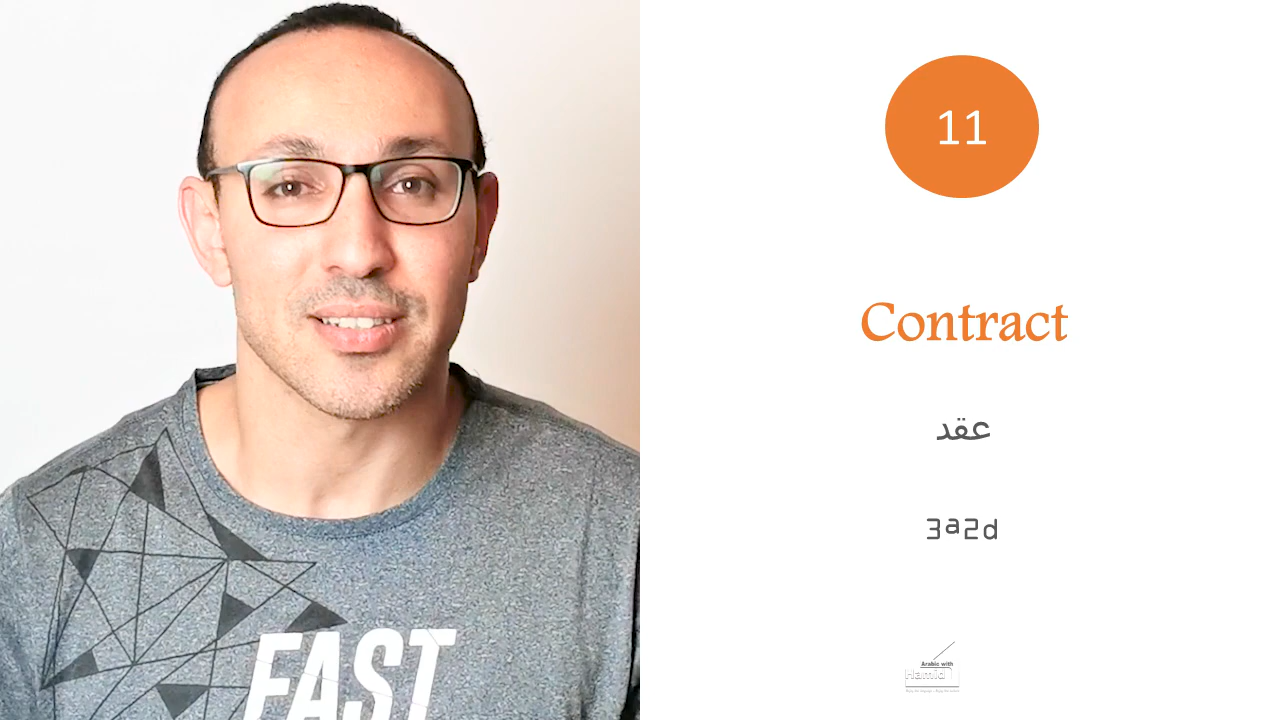 FAST
11
Contract
عقد
3a2d
Arabic with
Hamid